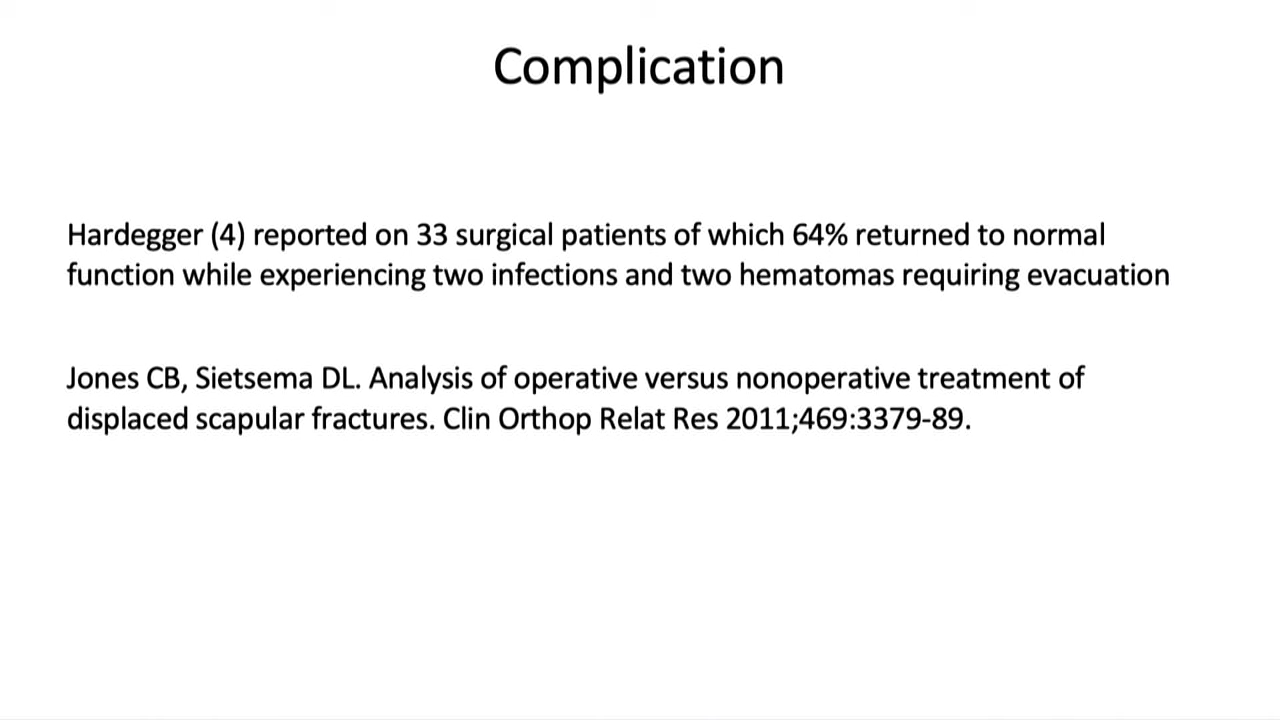 Complication
Hardegger (4) reported on 33 surgical patients of which 64% returned to normal
function while experiencing two infections and two hematomas requiring evacuation
Jones CB, Sietsema DL. Analysis of operative versus nonoperative treatment of
displaced scapular fractures. Clin Orthop Relat Res 2011;469:3379-89.